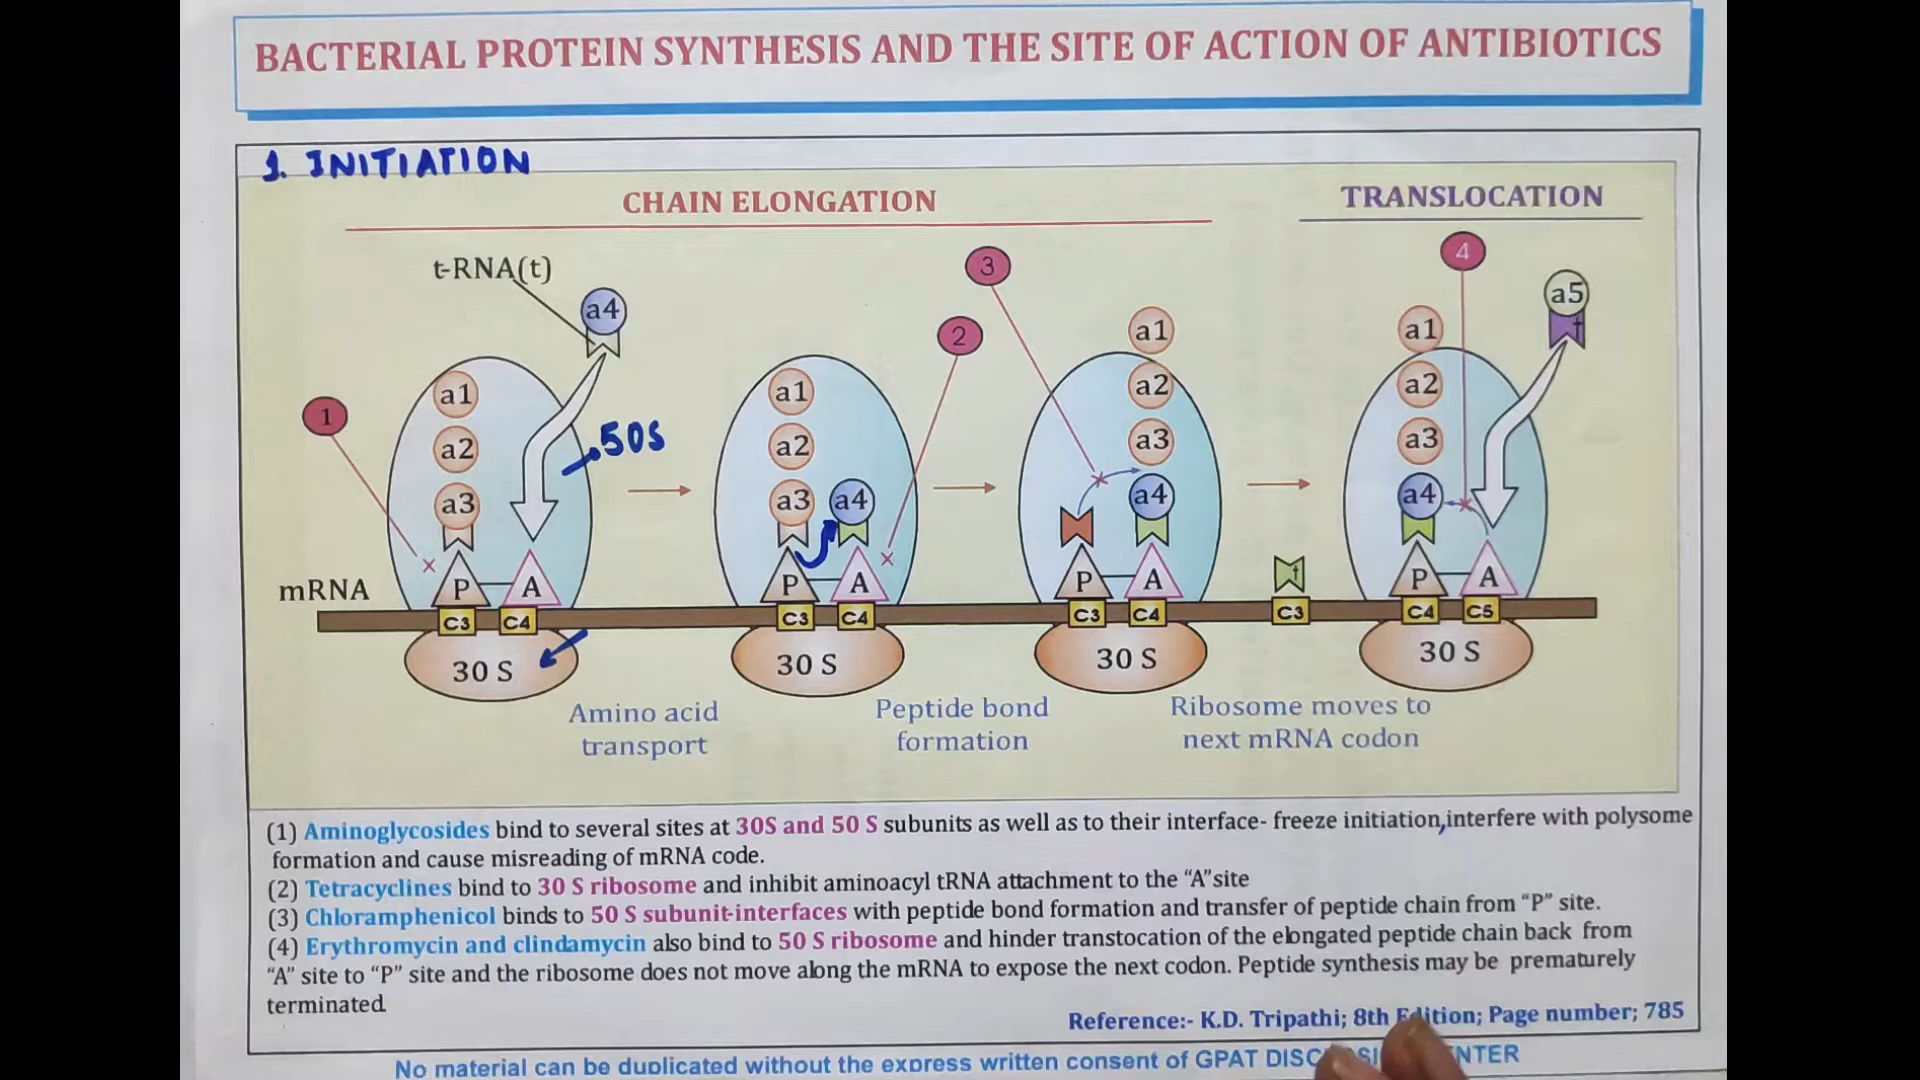 BACTERIAL PROTEIN SYNTHESIS AND THE SITE OF ACTION OF ANTIBIOTICS
1. INITIATION
CHAIN ELONGATION
TRANSLOCATION
t-RNA(t)
a4
3
4
a5
t
1
2
a1
a2
a3
50S
a1
a2
a3
a4
a1
a2
a3
a4
a1
a2
a3
a4
mRNA
P A
P A
P A
t
P A
C3 C4
C3 C4
C3 C4
C3
C4 C5
30 S
30 S
30 S
30 S
Amino acid
transport
Peptide bond
formation
Ribosome moves to
next mRNA codon
(1) Aminoglycosides bind to several sites at 30S and 50 S subunits as well as to their interface- freeze initiation,interfere with polysome
formation and cause misreading of mRNA code.
(2) Tetracyclines bind to 30 S ribosome and inhibit aminoacyl tRNA attachment to the “A”site
(3) Chloramphenicol binds to 50 S subunit-interfaces with peptide bond formation and transfer of peptide chain from “P” site.
(4) Erythromycin and clindamycin also bind to 50 S ribosome and hinder transtocation of the elongated peptide chain back from
“A” site to “P” site and the ribosome does not move along the mRNA to expose the next codon. Peptide synthesis may be prematurely
terminated.
Reference:- K.D. Tripathi; 8th Edition; Page number; 785
No material can be duplicated without the express written consent of GPAT